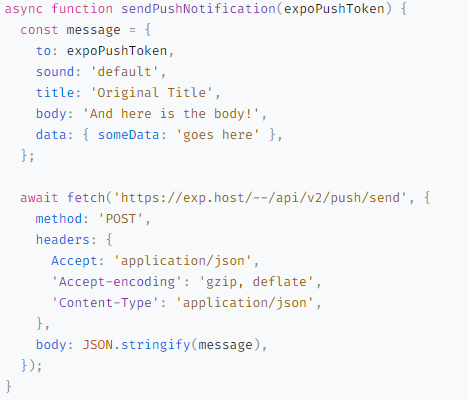 async function sendPushNotification(expoPushToken) {
  const message = {
    to: expoPushToken,
    sound: 'default',
    title: 'Original Title',
    body: 'And here is the body!',
    data: { someData: 'goes here' },
  };

  await fetch('https://exp.host/--/api/v2/push/send', {
    method: 'POST',
    headers: {
      Accept: 'application/json',
      'Accept-encoding': 'gzip, deflate',
      'Content-Type': 'application/json',
    },
    body: JSON.stringify(message),
  });
}